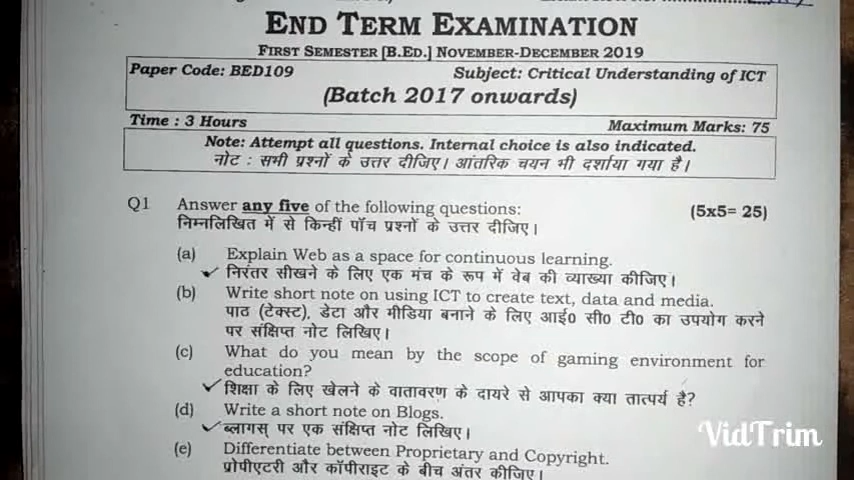 END TERM EXAMINATION
FIRST SEMESTER [B.ED.] NOVEMBER-DECEMBER 2019
Paper Code: BED109 Subject: Critical Understanding of ICT
(Batch 2017 onwards)
Time : 3 Hours Maximum Marks: 75
Note: Attempt all questions. Internal choice is also indicated.
नोट : सभी प्रश्नों के उत्तर दीजिए। आंतरिक चयन भी दर्शाया गया है।
Q1 Answer any five of the following questions: (5x5= 25)
निम्नलिखित में से किन्हीं पॉच प्रश्नों के उत्तर दीजिए।
(a) Explain Web as a space for continuous learning.
निरंतर सीखने के लिए एक मंच के रूप में वेब की व्याख्या कीजिए।
(b) Write short note on using ICT to create text, data and media.
पाठ (टेक्स्ट), डेटा और मीडिया बनाने के लिए आई० सी० टी० का उपयोग करने
पर संक्षिप्त नोट लिखिए।
(c) What do you mean by the scope of gaming environment for
education?
शिक्षा के लिए खेलने के वातावरण के दायरे से आपका क्या तात्पर्य है?
(d) Write a short note on Blogs.
ब्लागस् पर एक संक्षिप्त नोट लिखिए।
(e) Differentiate between Proprietary and Copyright.
प्रोपीएटरी और कॉपीराइट के बीच अंतर कीजिए।
VidTrim